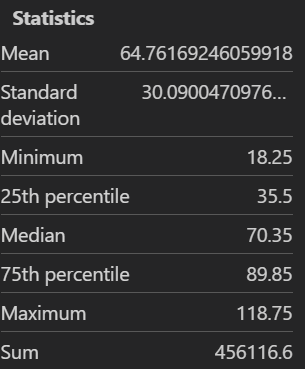 Statistics
Mean 64.76169246059918
Standard deviation 30.0900470976...
Minimum 18.25
25th percentile 35.5
Median 70.35
75th percentile 89.85
Maximum 118.75
Sum 456116.6